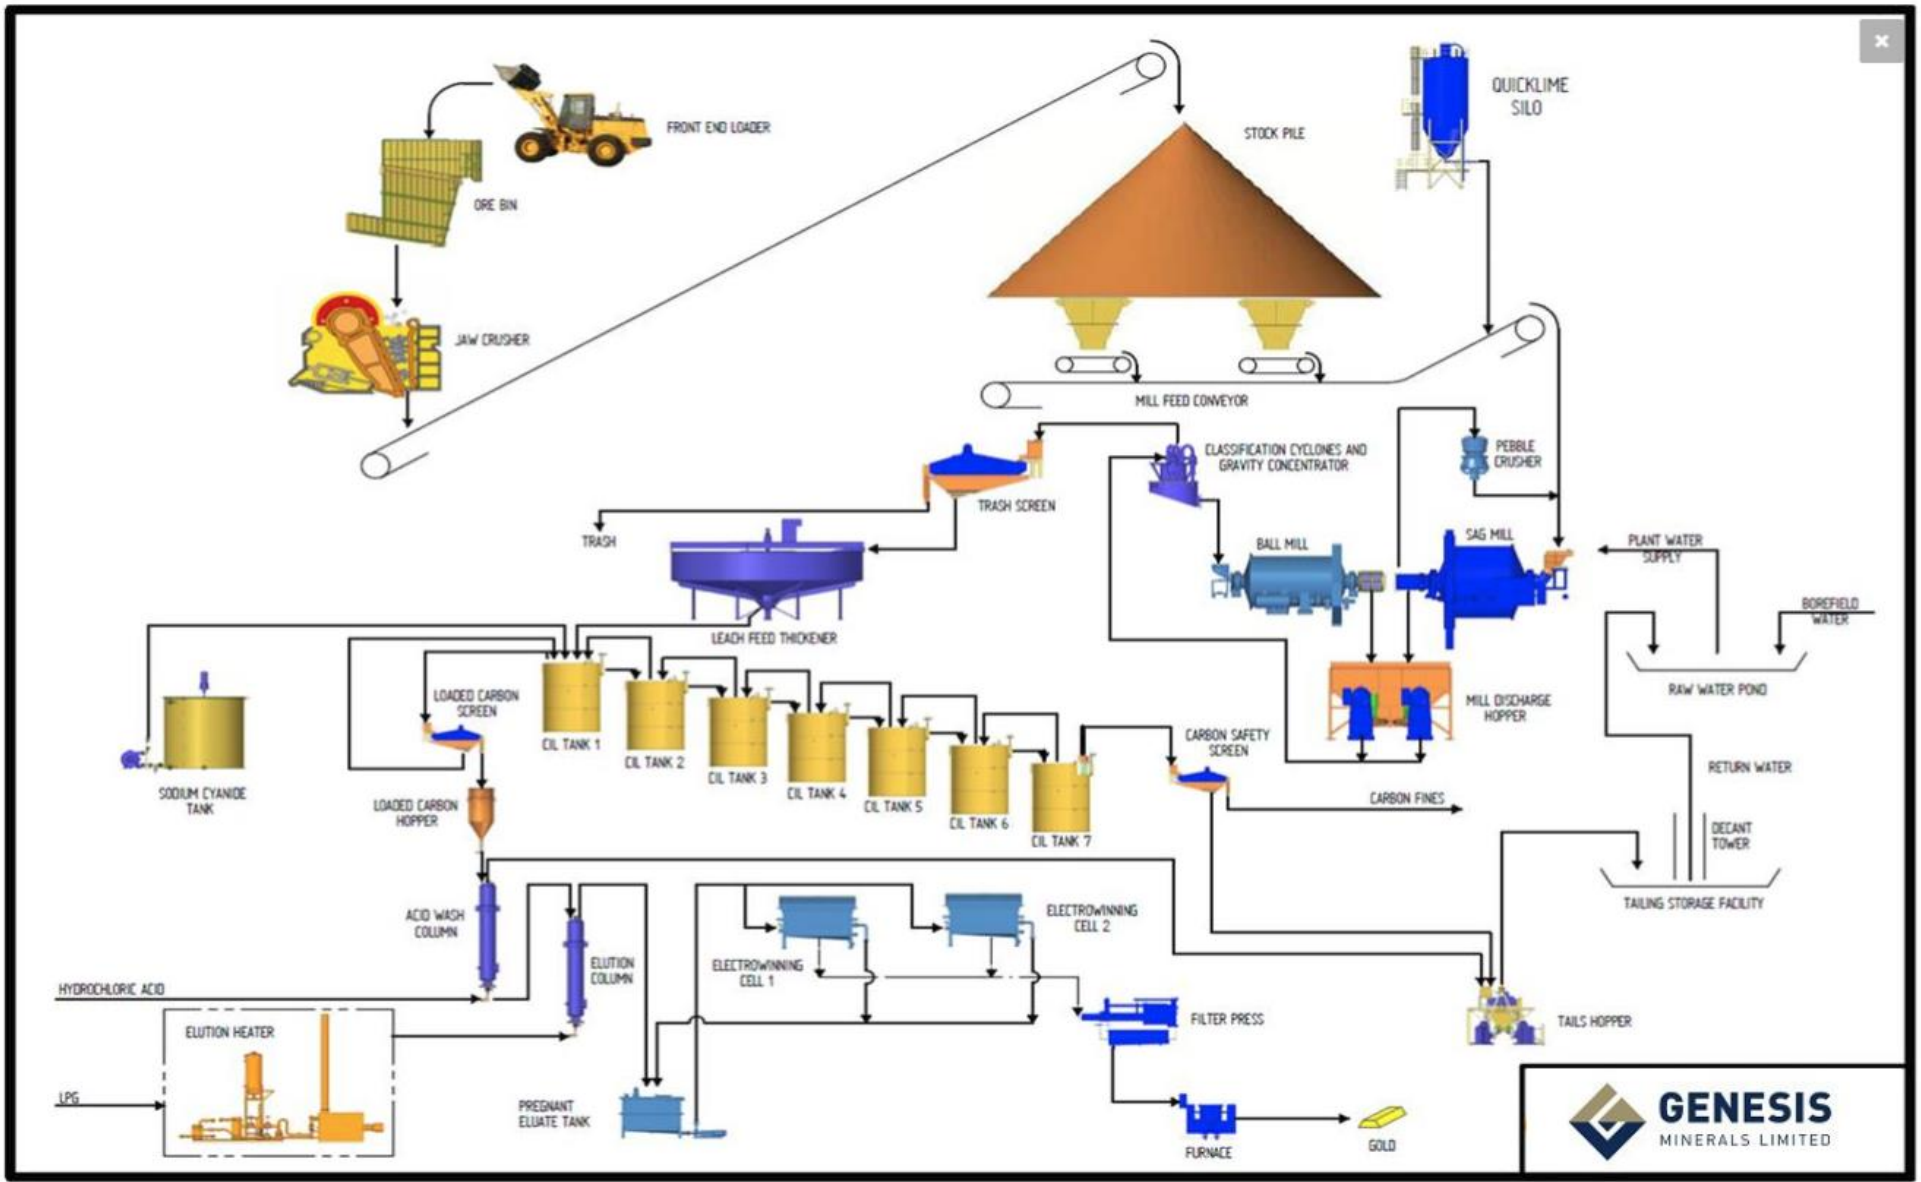 FRONT END LOADER
ORE BIN
JAW CRUSHER
STOCK PILE
QUICKLIME
SILO
MILL FEED CONVEYOR
CLASSIFICATION CYCLONES AND
GRAVITY CONCENTRATOR
PEBBLE
CRUSHER
TRASH SCREEN
TRASH
BALL MILL
SAG MILL
PLANT WATER
SUPPLY
BOREFIELD
WATER
LEACH FEED THICKENER
RAW WATER POND
MILL DISCHARGE
HOPPER
LOADED CARBON
SCREEN
CIL TANK 1
CIL TANK 2
CIL TANK 3
CIL TANK 4
CIL TANK 5
CIL TANK 6
CIL TANK 7
CARBON SAFETY
SCREEN
CARBON FINES
RETURN WATER
SODIUM CYANIDE
TANK
LOADED CARBON
HOPPER
DECANT
TOWER
TAILING STORAGE FACILITY
ACID WASH
COLUMN
ELUTION
COLUMN
ELECTROWINNING
CELL 1
ELECTROWINNING
CELL 2
HYDROCHLORIC ACID
ELUTION HEATER
LPG
PREGNANT
ELUATE TANK
FILTER PRESS
TAILS HOPPER
FURNACE
GOLD
GENESIS
MINERALS LIMITED